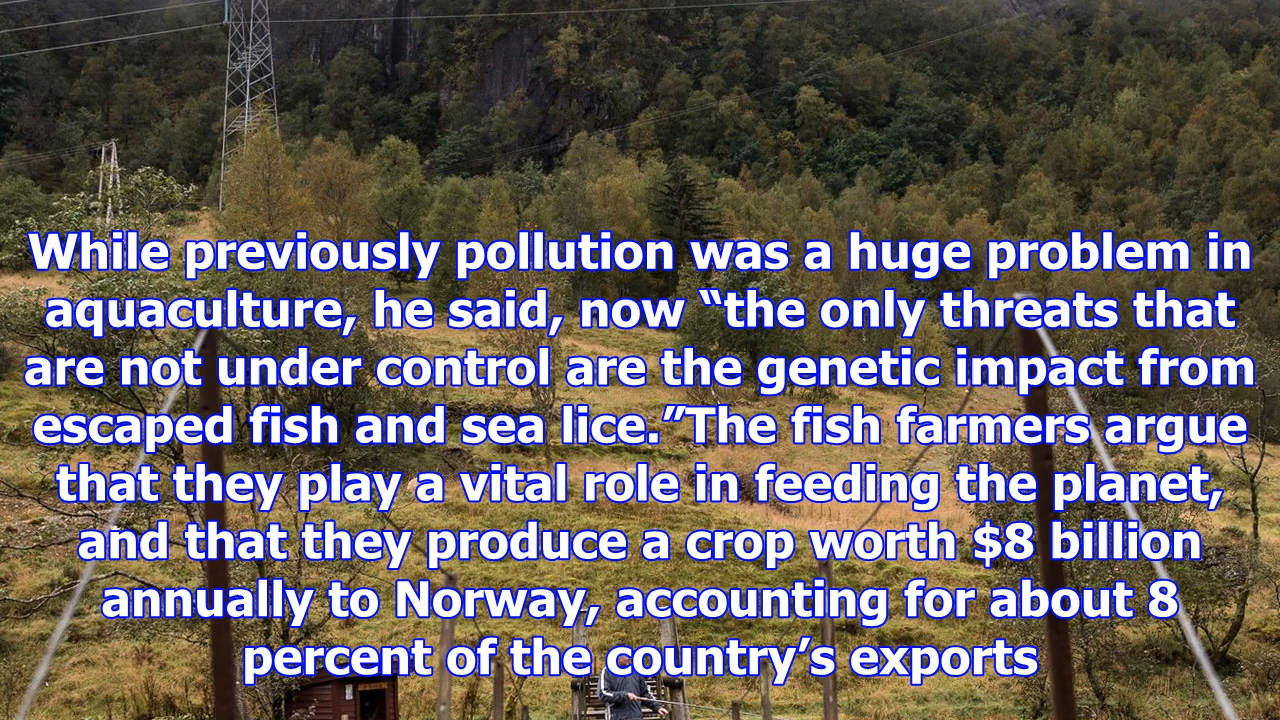 While previously pollution was a huge problem in
aquaculture, he said, now “the only threats that
are not under control are the genetic impact from
escaped fish and sea lice.”The fish farmers argue
that they play a vital role in feeding the planet,
and that they produce a crop worth $8 billion
annually to Norway, accounting for about 8
percent of the country’s exports